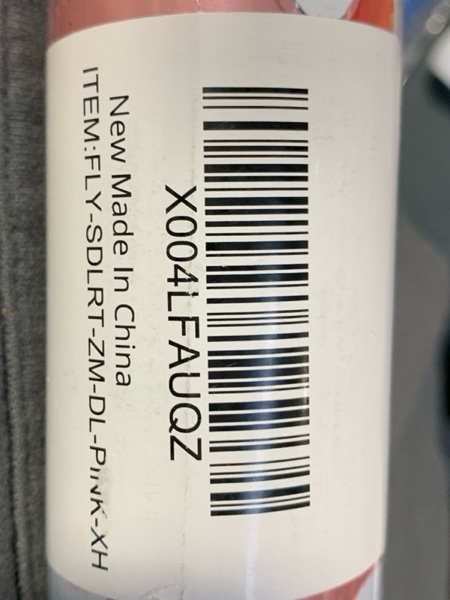 X004LFAUQZ
New Made In China
ITEM:FLY-SDLRT-ZM-DL-PiNK-XH